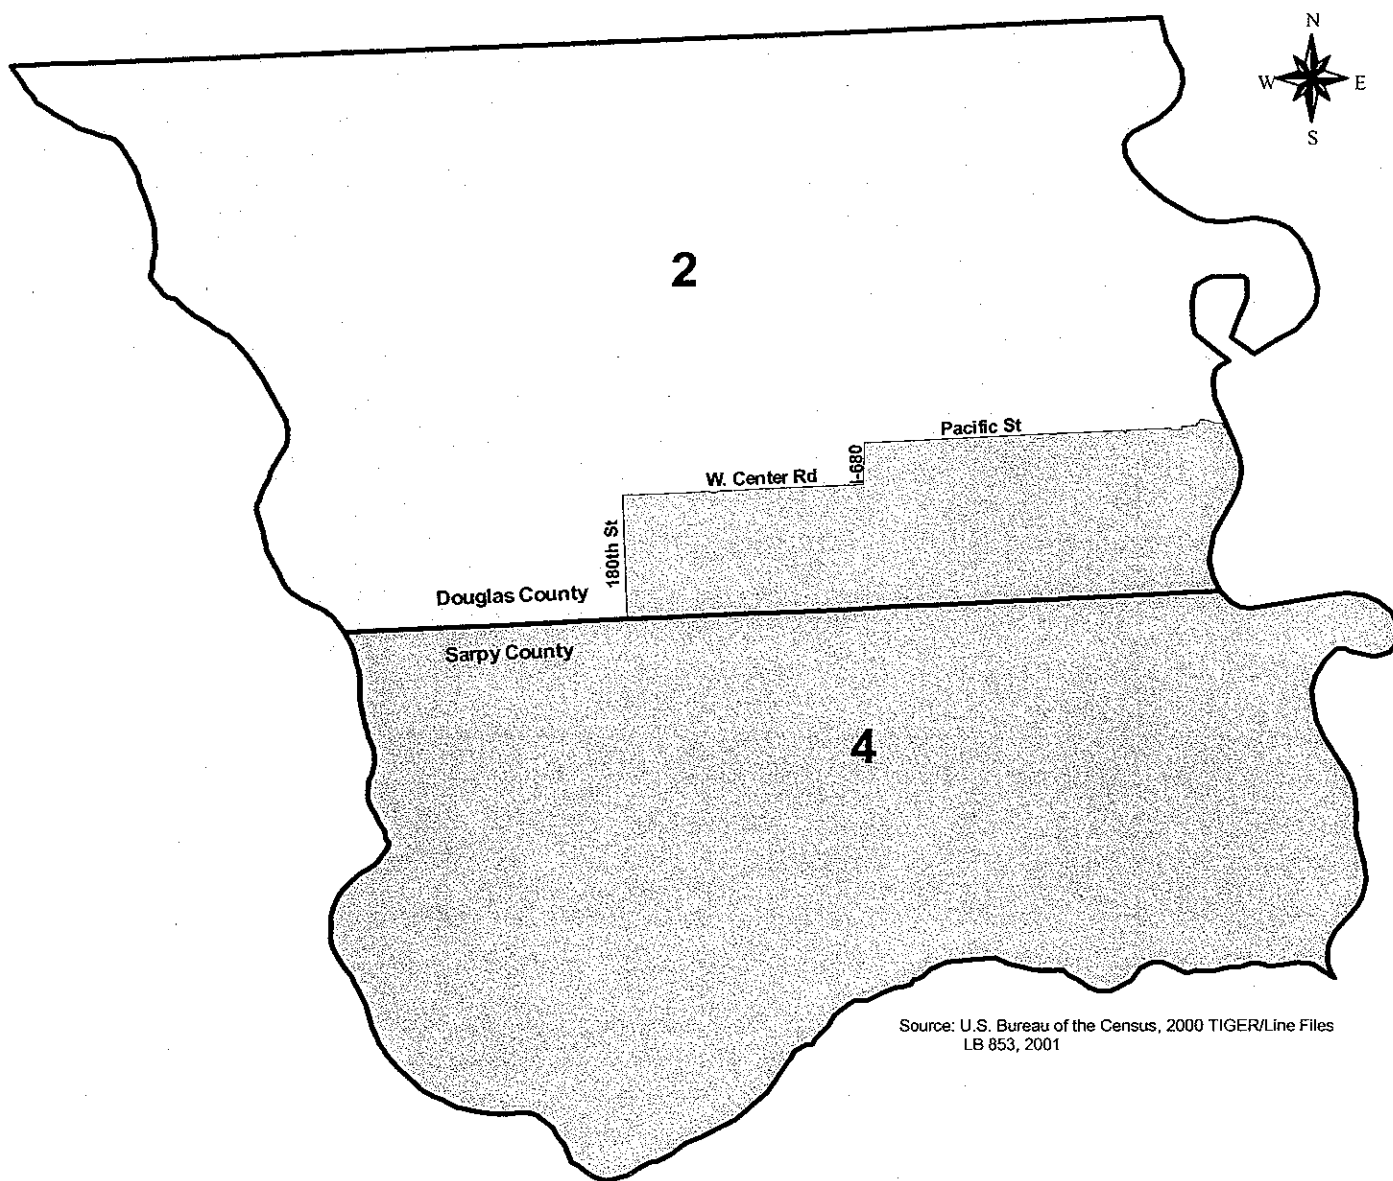 N
W E
S
2
Pacific St
I-680
W. Center Rd
180th St
Douglas County
Sarpy County
4
Source: U.S. Bureau of the Census, 2000 TIGER/Line Files
LB 853, 2001